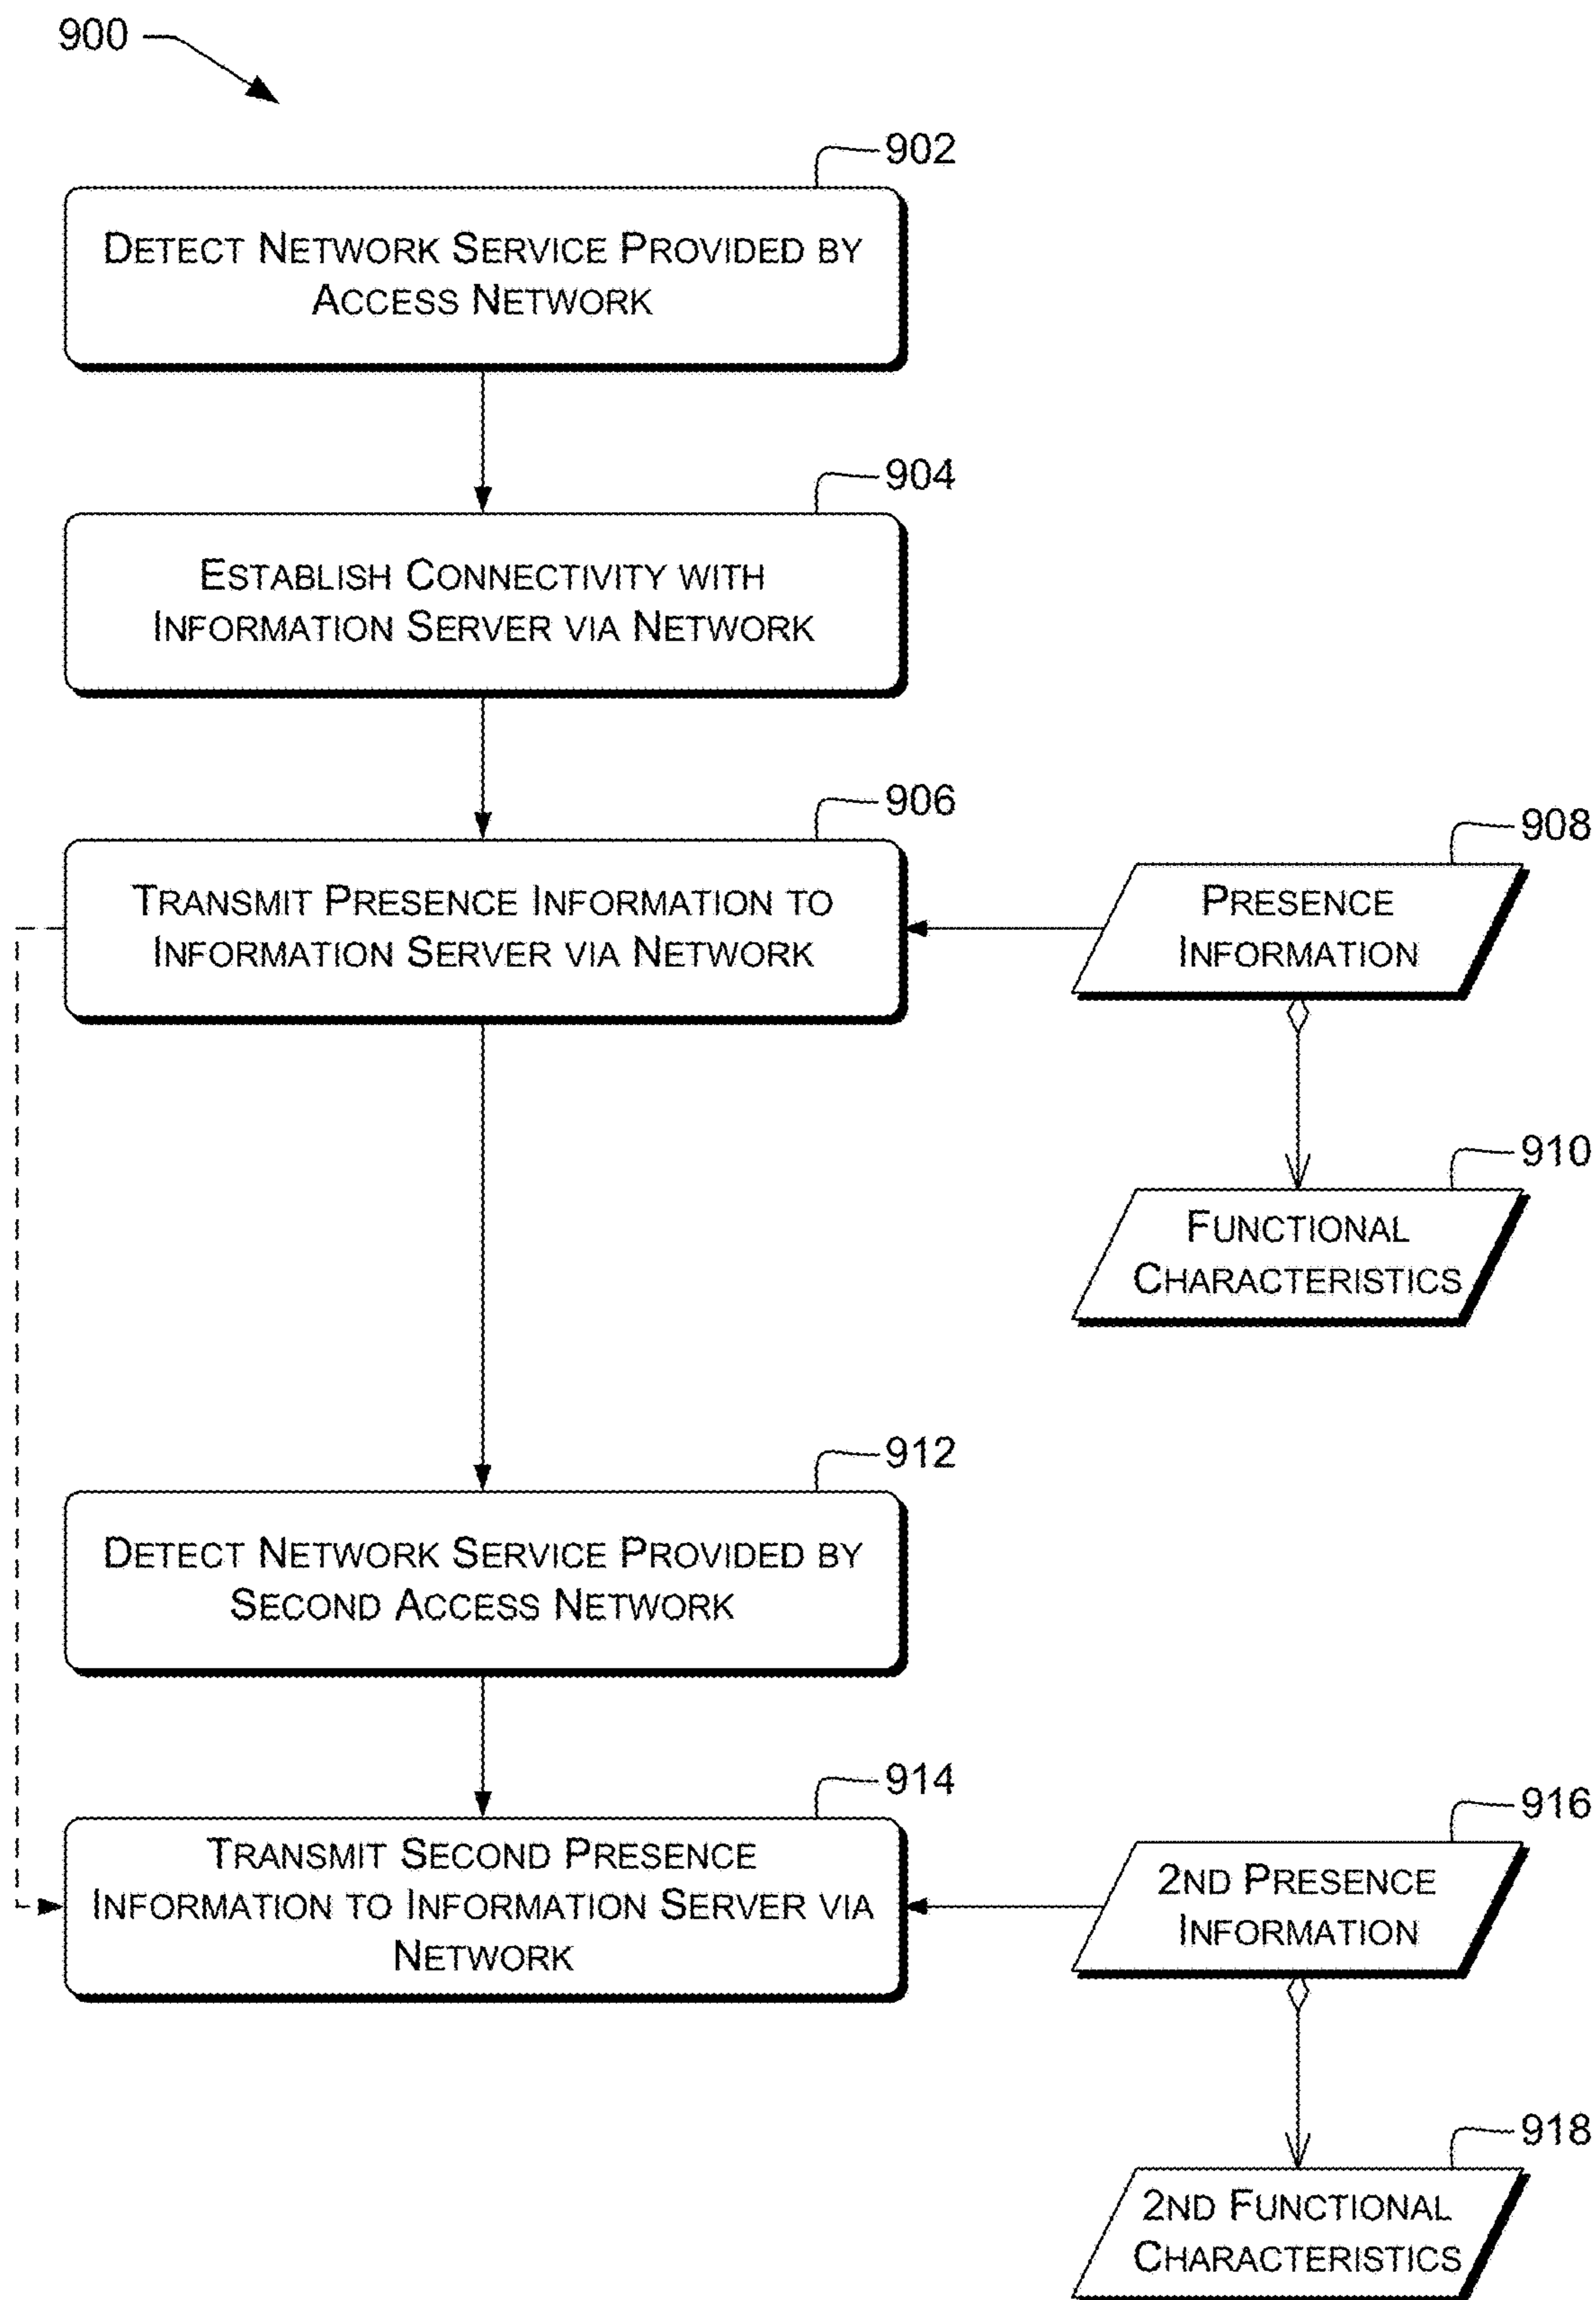 900
902
DETECT NETWORK SERVICE PROVIDED BY
ACCESS NETWORK
904
ESTABLISH CONNECTIVITY WITH
INFORMATION SERVER VIA NETWORK
906
TRANSMIT PRESENCE INFORMATION TO
INFORMATION SERVER VIA NETWORK
908
PRESENCE
INFORMATION
910
FUNCTIONAL
CHARACTERISTICS
912
DETECT NETWORK SERVICE PROVIDED BY
SECOND ACCESS NETWORK
914
TRANSMIT SECOND PRESENCE
INFORMATION TO INFORMATION SERVER VIA
NETWORK
916
2ND PRESENCE
INFORMATION
918
2ND FUNCTIONAL
CHARACTERISTICS